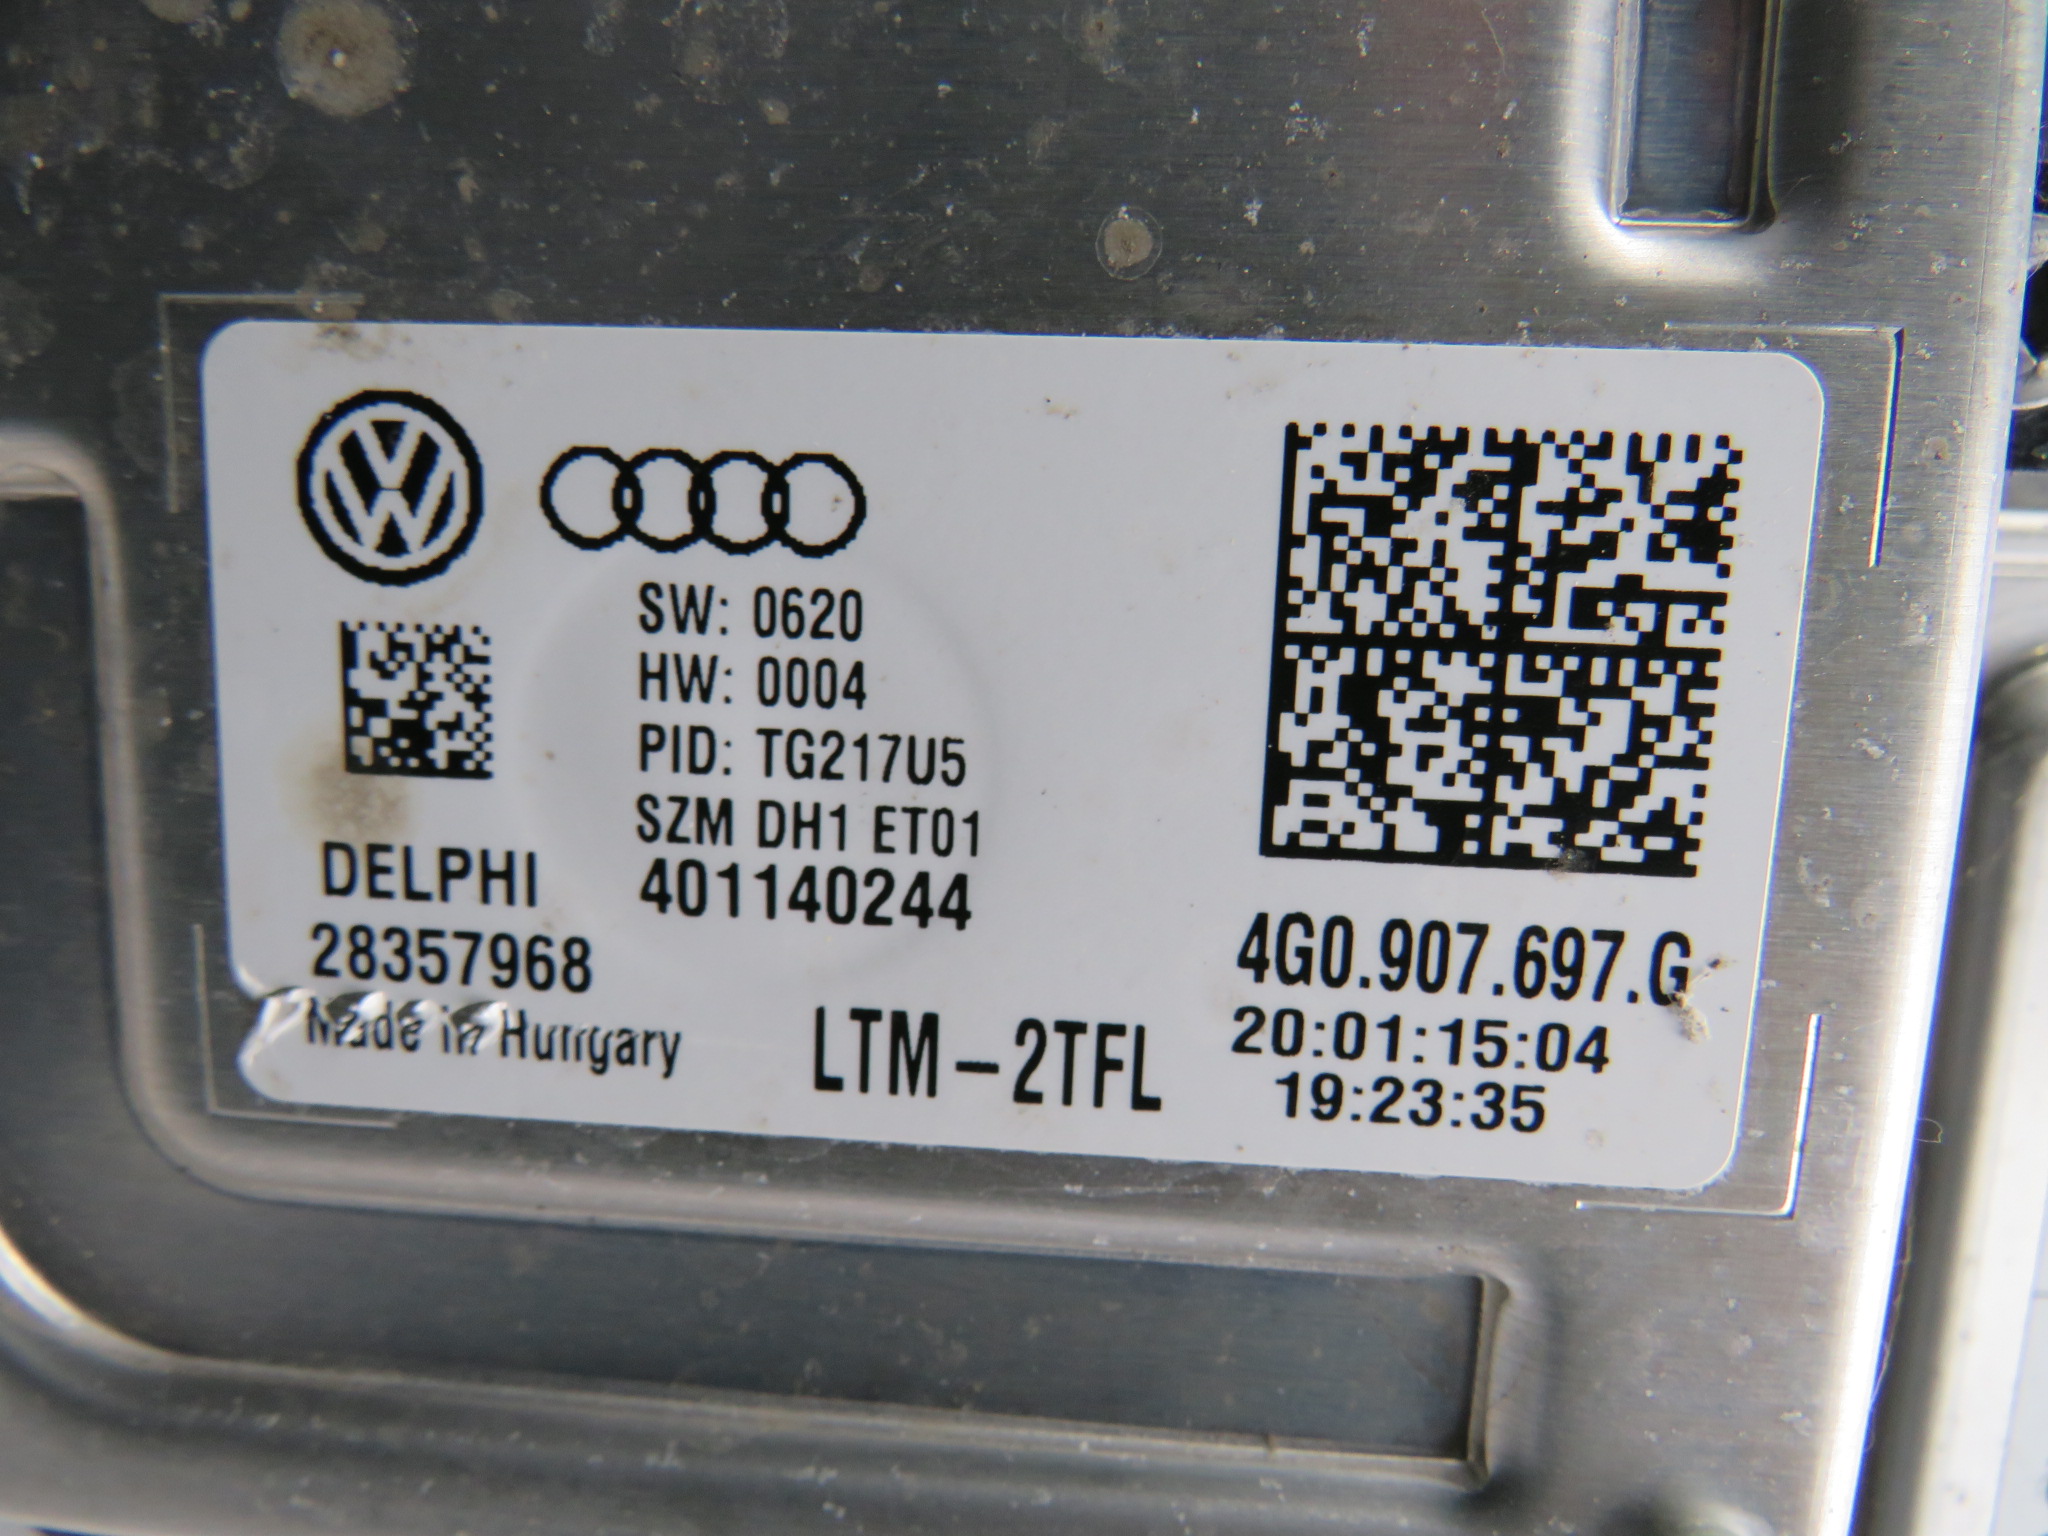 SW: 0620
HW: 0004
PID: TG217U5
SZM DH1 ET01
401140244
DELPHI
28357968
Made in Hungary
LTM-2TFL
4G0.907.697.G
20:01:15:04
19:23:35